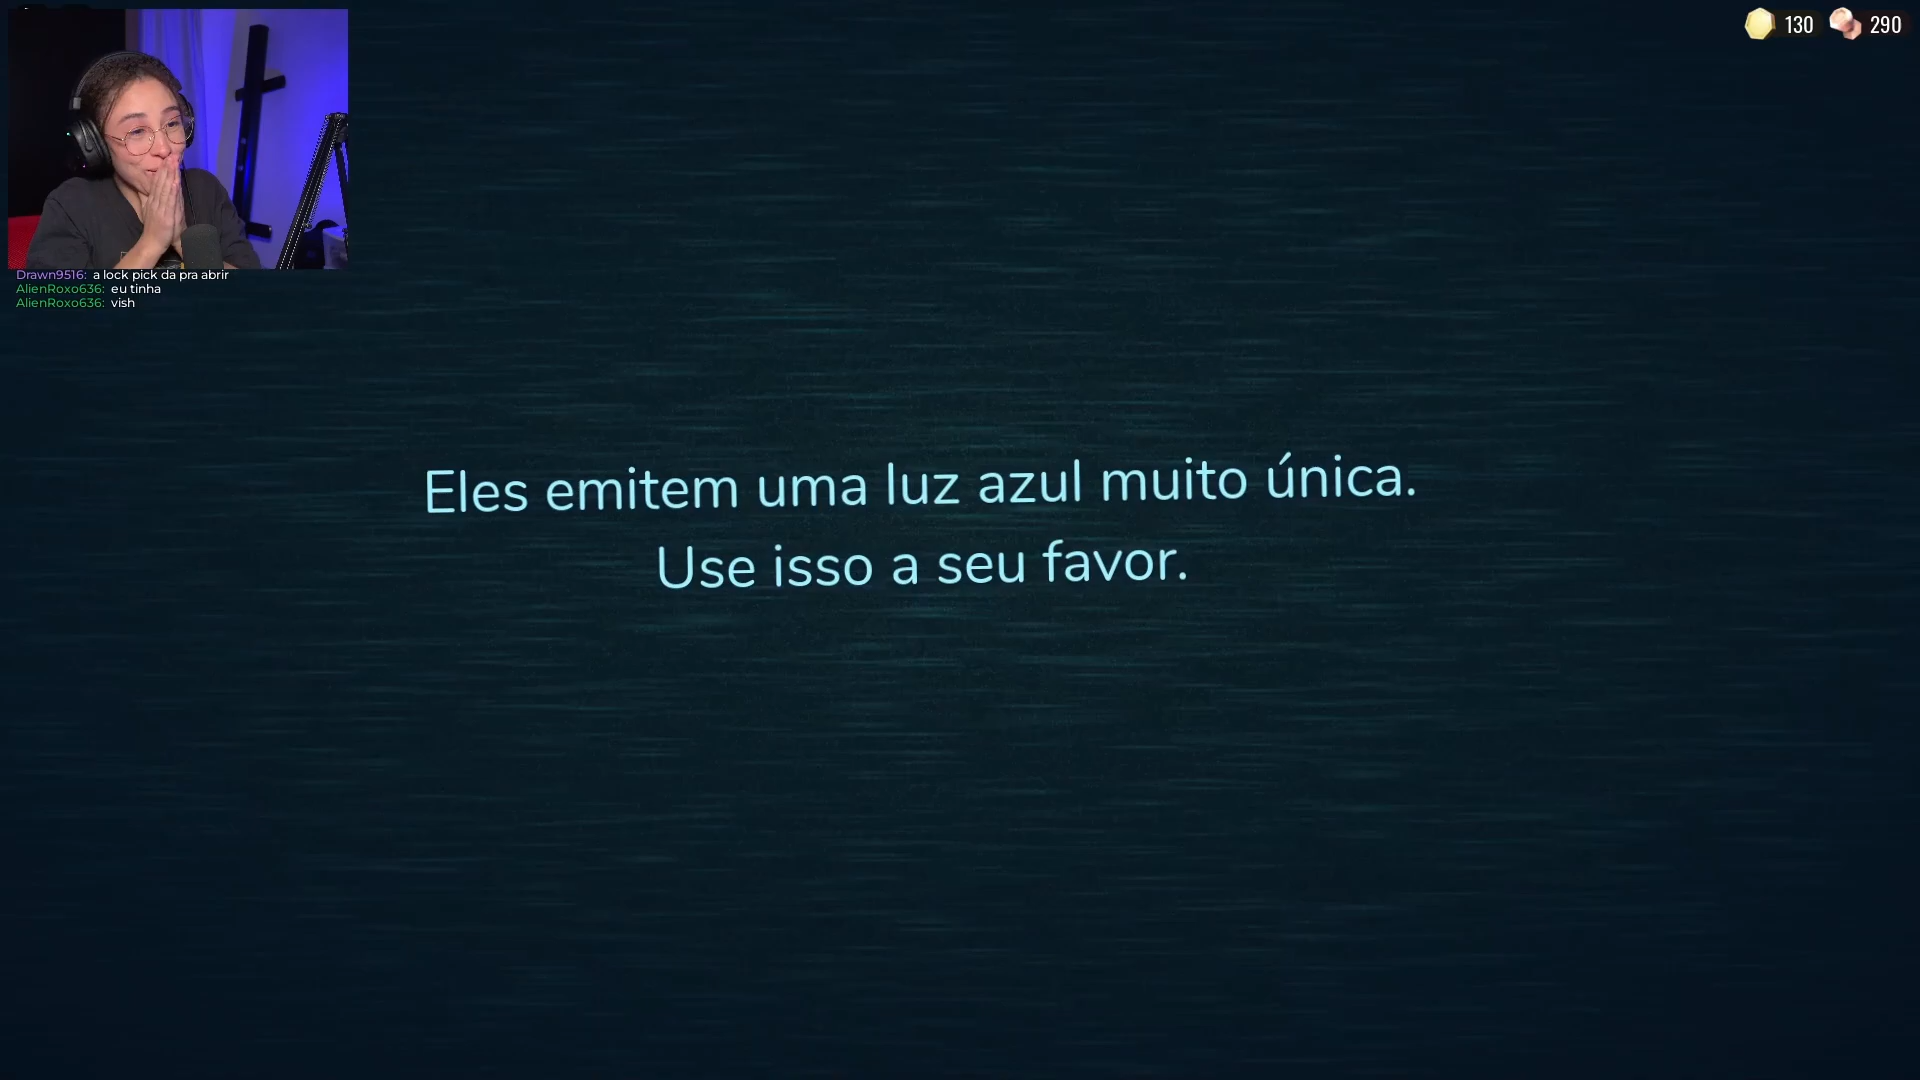 130 290
Drawn9516: a lock pick da pra abrir
AlienRoxo636: eu tinha
AlienRoxo636: vish
Eles emitem uma luz azul muito única.
Use isso a seu favor.